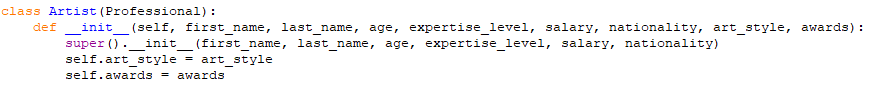 class Artist(Professional):
    def __init__(self, first_name, last_name, age, expertise_level, salary, nationality, art_style, awards):
        super().__init__(first_name, last_name, age, expertise_level, salary, nationality)
        self.art_style = art_style
        self.awards = awards